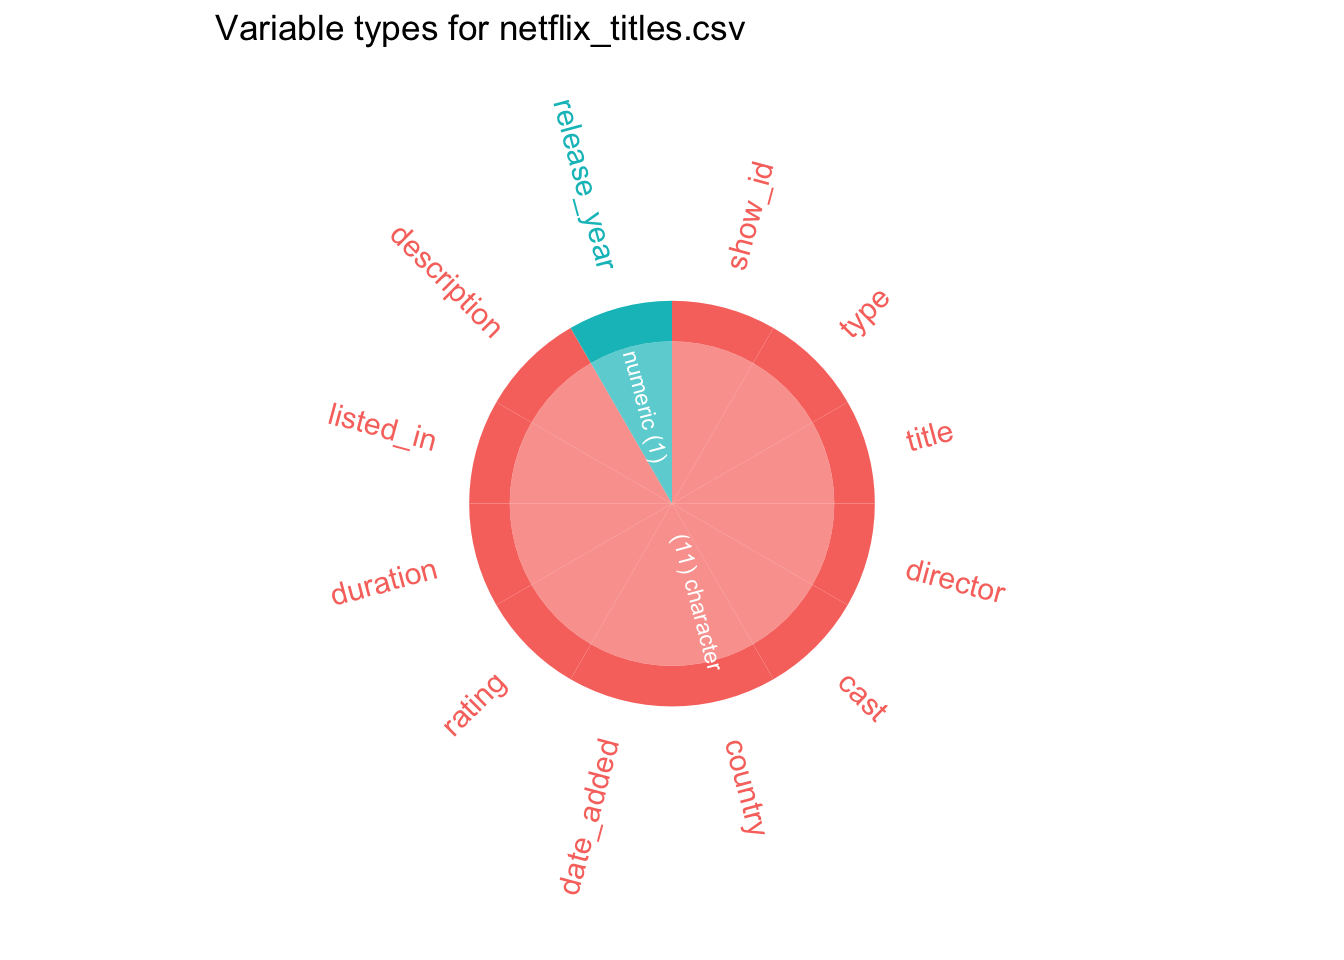 Variable types for netflix_titles.csv
release_year
show_id
description
type
listed_in
title
numeric (1)
(11) character
duration
director
rating
cast
date_added
country